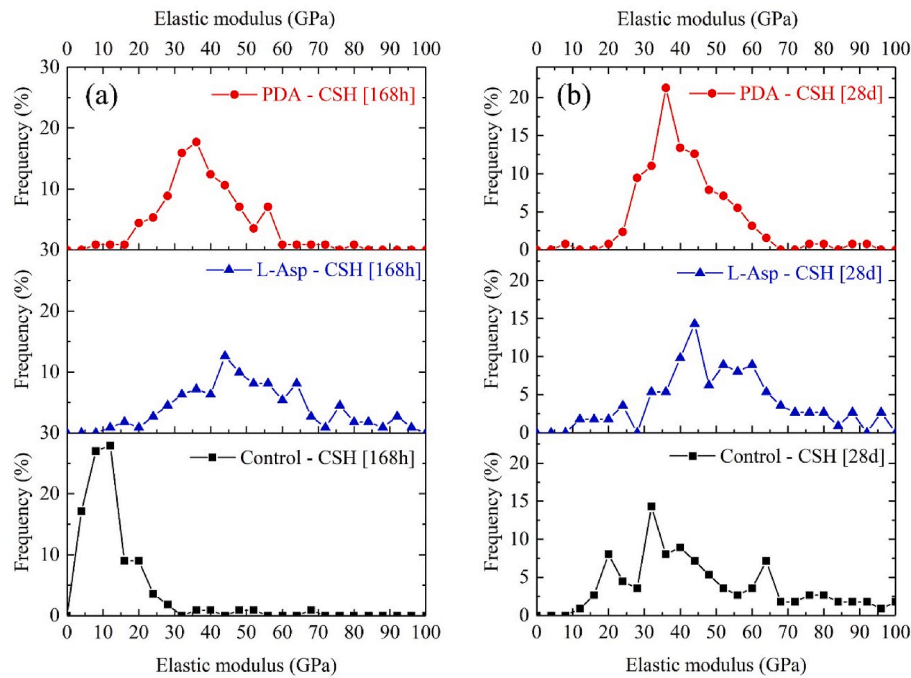 Elastic modulus (GPa)
0 10 20 30 40 50 60 70 80 90 100
30
(a)
PDA - CSH [168h]
20
Frequency (%)
10
30
L-Asp - CSH [168h]
20
Frequency (%)
10
30
Control - CSH [168h]
20
Frequency (%)
10
0
0 10 20 30 40 50 60 70 80 90 100
Elastic modulus (GPa)
Elastic modulus (GPa)
0 10 20 30 40 50 60 70 80 90 100
(b)
PDA - CSH [28d]
20
15
Frequency (%)
10
5
0
L-Asp - CSH [28d]
20
15
Frequency (%)
10
5
0
Control - CSH [28d]
20
15
Frequency (%)
10
5
0
0 10 20 30 40 50 60 70 80 90 100
Elastic modulus (GPa)